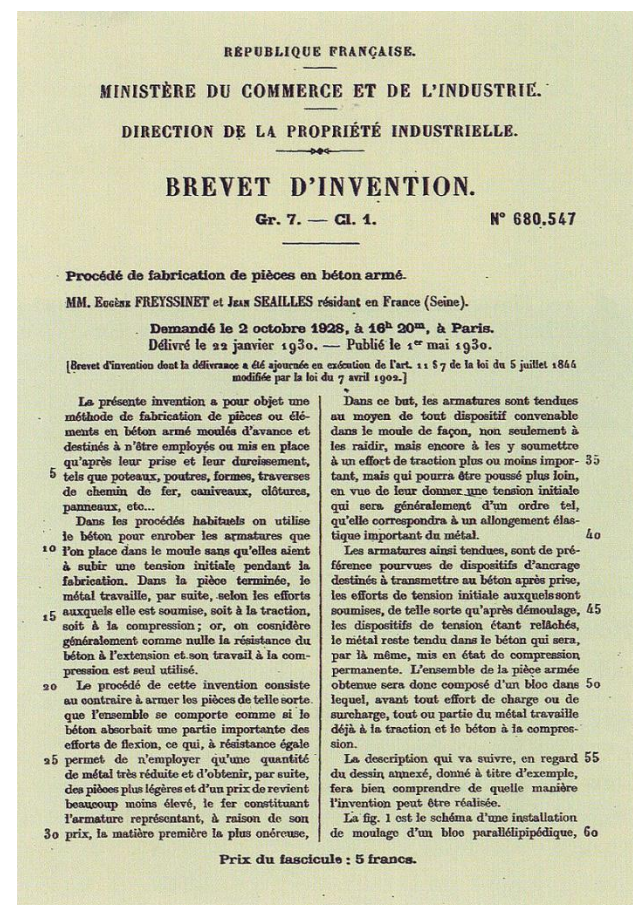 RÉPUBLIQUE FRANÇAISE.
MINISTÈRE DU COMMERCE ET DE L'INDUSTRIE.
DIRECTION DE LA PROPRIÉTÉ INDUSTRIELLE.
BREVET D'INVENTION.
Gr. 7. — Cl. 1.
N° 680.547
Procédé de fabrication de pièces en béton armé.
MM. Eugène FREYSSINET et Jean SEAILLES résidant en France (Seine).
Demandé le 2 octobre 1928, à 16h 20m, à Paris.
Délivré le 22 janvier 1930. — Publié le 1er mai 1930.
[Brevet d'invention dont la délivrance a été ajournée en exécution de l'art. 11 § 7 de la loi du 5 juillet 1844
modifiée par la loi du 7 avril 1902.]
La présente invention a pour objet une
méthode de fabrication de pièces ou élé-
ments en béton armé moulés d'avance et
destinés à n'être employés ou mis en place
qu'après leur prise et leur durcissement,
5 tels que poteaux, poutres, formes, traverses
de chemin de fer, caniveaux, clôtures,
panneaux, etc...
Dans les procédés habituels on utilise
le béton pour enrober les armatures que
10 l'on place dans le moule sans qu'elles aient
à subir une tension initiale pendant la
fabrication. Dans la pièce terminée, le
métal travaille, par suite, selon les efforts
15 auxquels elle est soumise, soit à la traction,
soit à la compression; or, on cosnidère
généralement comme nulle la résistance du
béton à l'extension et son travail à la com-
pression est seul utilisé.
20 Le procédé de cette invention consiste
au contraire à armer les pièces de telle sorte
que l'ensemble se comporte comme si le
béton absorbait une partie importante des
efforts de flexion, ce qui, à résistance égale
25 permet de n'employer qu'une quantité
de métal très réduite et d'obtenir, par suite,
des pièces plus légères et d'un prix de revient
beaucoup moins élevé, le fer constituant
l'armature représentant, à raison de son
30 prix, la matière première la plus onéreuse,
Dans ce but, les armatures sont tendues
au moyen de tout dispositif convenable
dans le moule de façon, non seulement à
les raidir, mais encore à les y soumettre
à un effort de traction plus ou moins impor- 35
tant, mais qui pourra être poussé plus loin,
en vue de leur donner une tension initiale
qui sera généralement d'un ordre tel,
qu'elle correspondra à un allongement élas-
tique important du métal. 40
Les armatures ainsi tendues, sont de pré-
férence pourvues de dispositifs d'ancrage
destinés à transmettre au béton après prise,
les efforts de tension initiale auxquels sont
soumises, de telle sorte qu'après démoulage, 45
les dispositifs de tension étant relâchés,
le métal reste tendu dans le béton qui sera,
par là même, mis en état de compression
permanente. L'ensemble de la pièce armée
obtenue sera donc composé d'un bloc dans 50
lequel, avant tout effort de charge ou de
surcharge, tout ou partie du métal travaille
déjà à la traction et le béton à la compres-
sion.
La description qui va suivre, en regard 55
du dessin annexé, donné à titre d'exemple,
fera bien comprendre de quelle manière
l'invention peut être réalisée.
La fig. 1 est le schéma d'une installation
de moulage d'un bloc parallélipipédique, 60
Prix du fascicule : 5 francs.